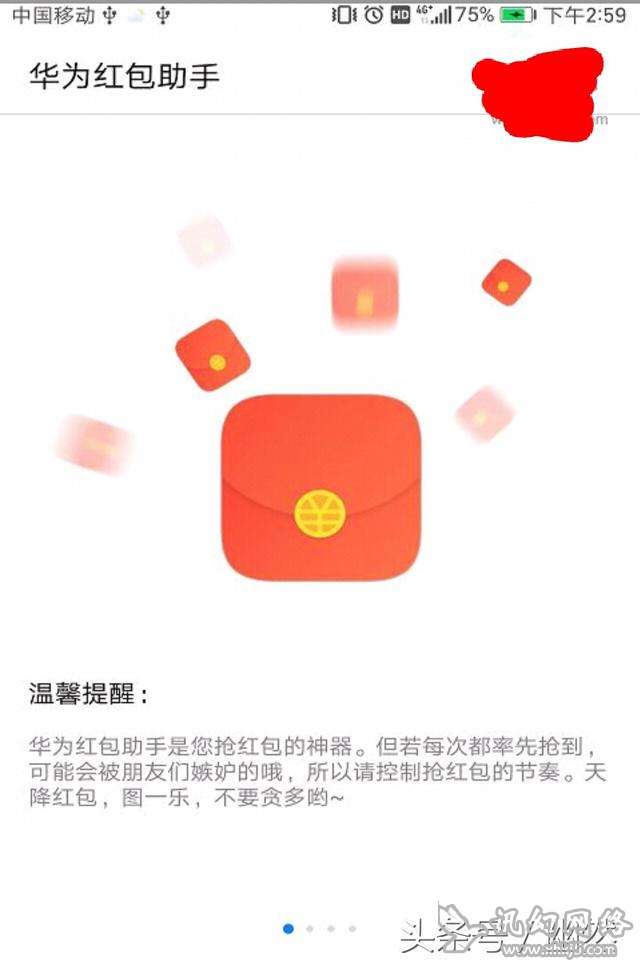 中国移动 HD 4G+ 75% 下午2:59
华为红包助手
温馨提醒：
华为红包助手是您抢红包的神器。但若每次都率先抢到，
可能会被朋友们嫉妒的哦，所以请控制抢红包的节奏。天
降红包，图一乐，不要贪多哟~
讯幻网络
头条号 /